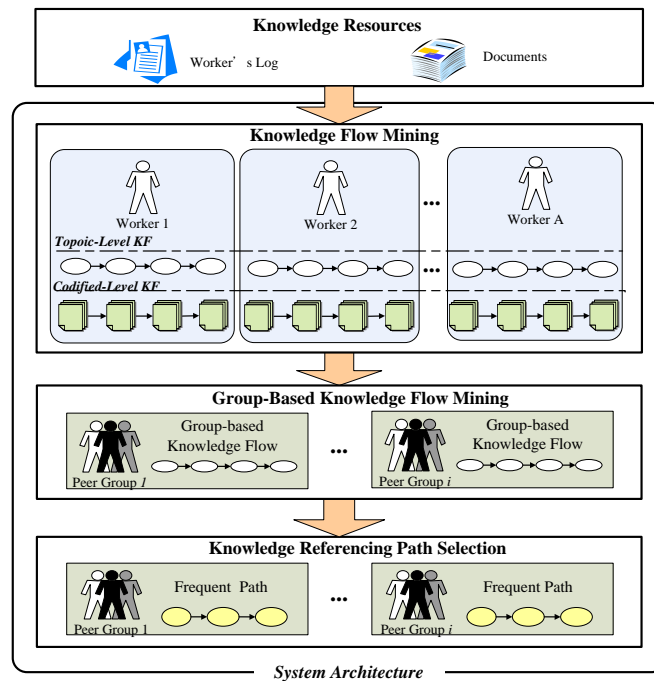 Knowledge Resources
Worker’s Log
Documents
Knowledge Flow Mining
Worker 1
Worker 2
...
Worker A
Topoic-Level KF
...
Codified-Level KF
Group-Based Knowledge Flow Mining
Group-based
Knowledge Flow
Peer Group 1
...
Group-based
Knowledge Flow
Peer Group i
Knowledge Referencing Path Selection
Frequent Path
Peer Group 1
...
Frequent Path
Peer Group i
System Architecture